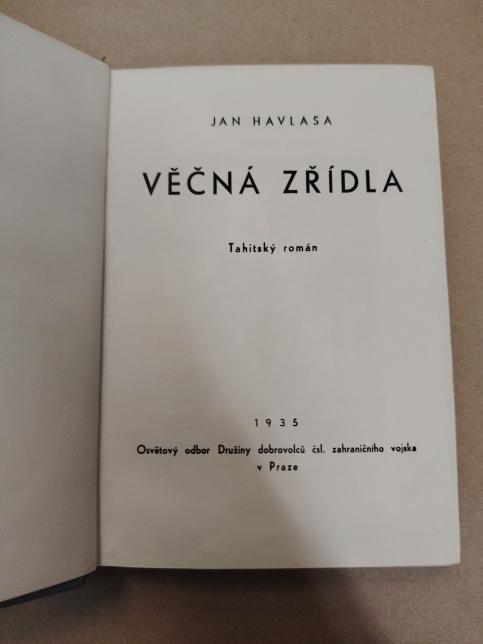 JAN HAVLASA
VĚČNÁ ZŘÍDLA
Tahitský román
1935
Osvětový odbor Družiny dobrovolců čsl. zahraničního vojska
v Praze